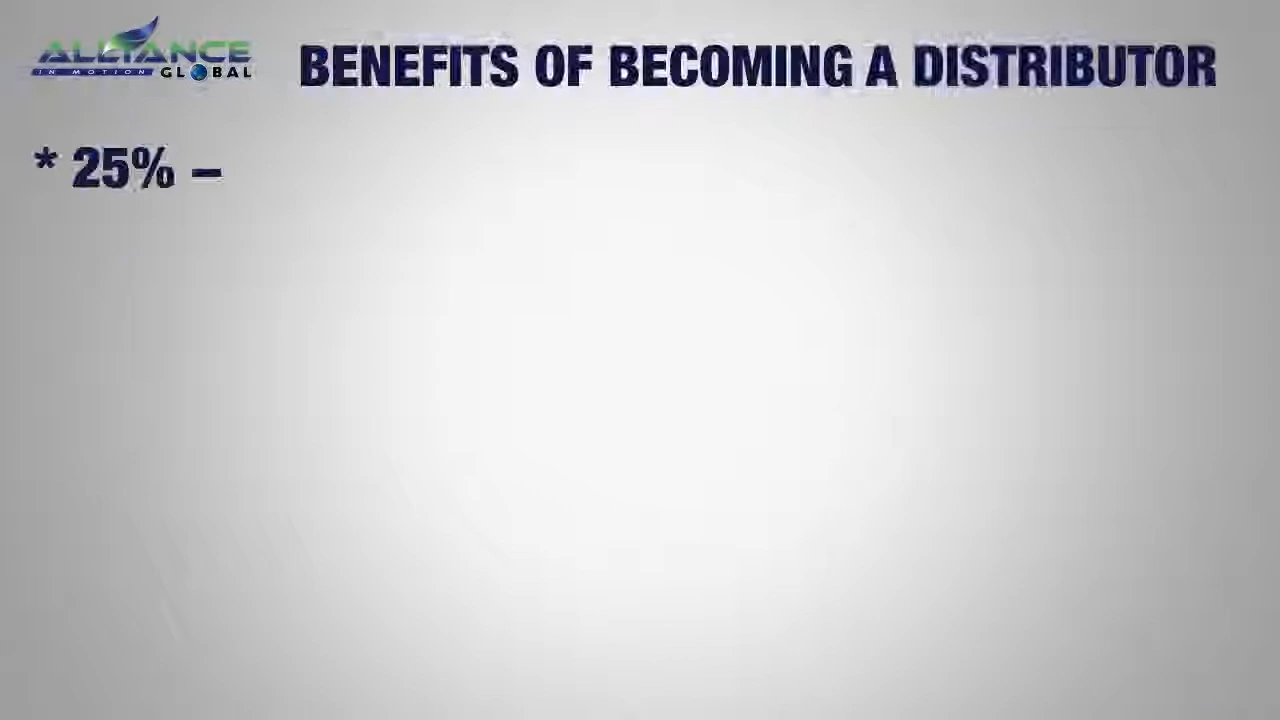 ALLIANCE
IN MOTION GLOBAL
BENEFITS OF BECOMING A DISTRIBUTOR
* 25% –